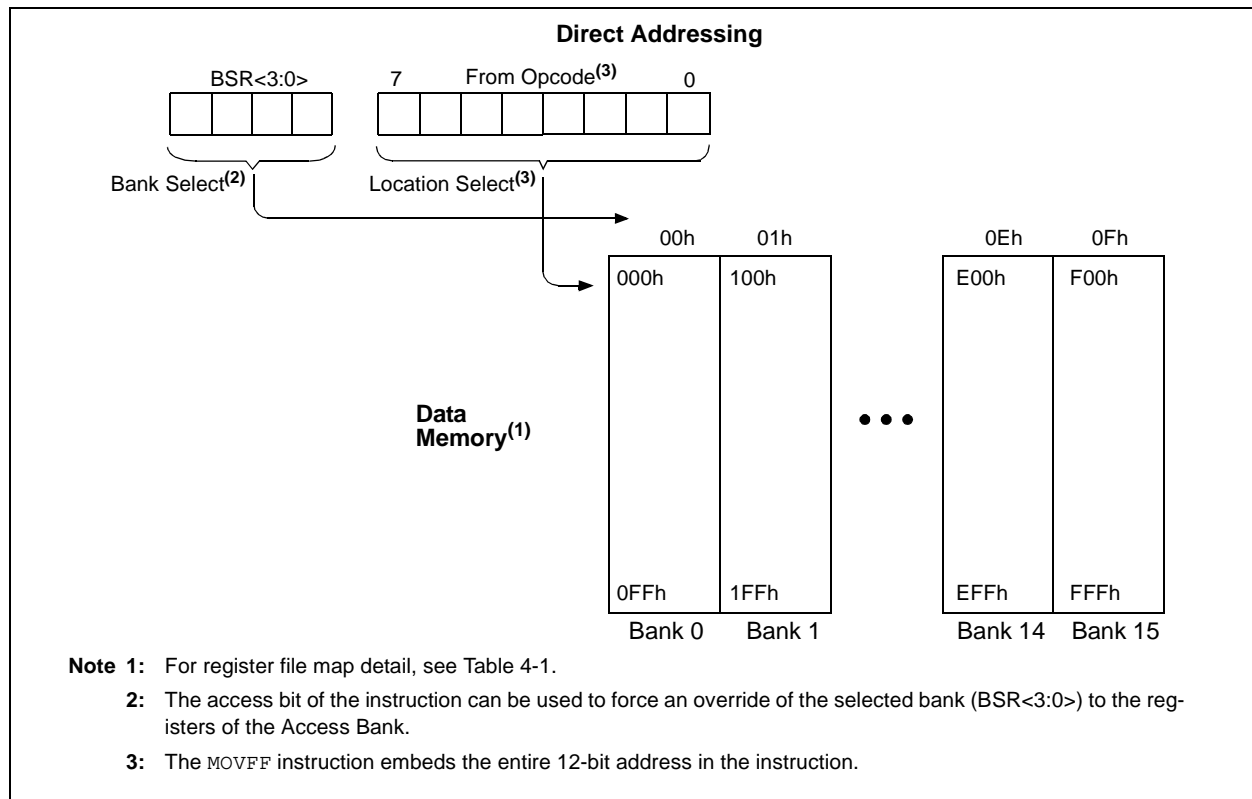 Direct Addressing
BSR<3:0> 7 From Opcode(3) 0
Bank Select(2) Location Select(3)
00h 01h 0Eh 0Fh
000h 100h E00h F00h
Data
Memory(1)
0FFh 1FFh EFFh FFFh
Bank 0 Bank 1 Bank 14 Bank 15
Note 1: For register file map detail, see Table 4-1.
2: The access bit of the instruction can be used to force an override of the selected bank (BSR<3:0>) to the reg-
isters of the Access Bank.
3: The MOVFF instruction embeds the entire 12-bit address in the instruction.